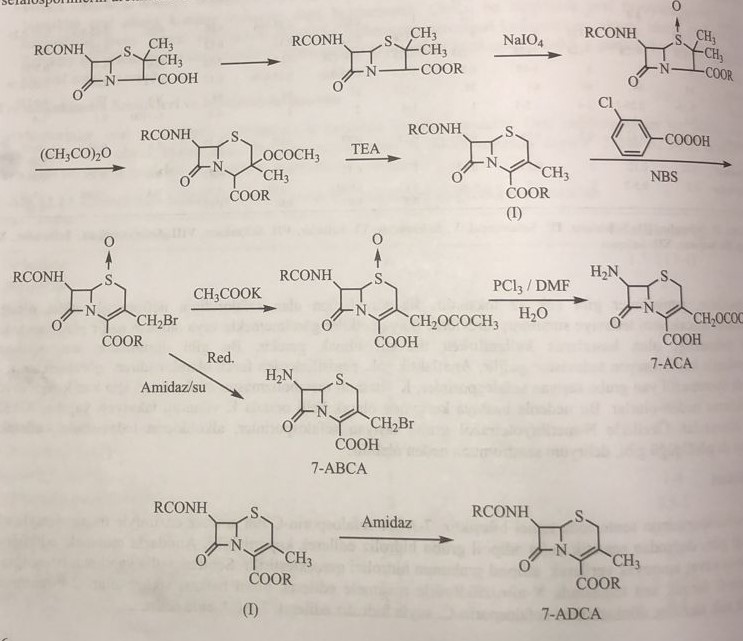 RCONH S CH3 CH3 N O COOH
RCONH S CH3 CH3 N O COOR
NaIO4
O RCONH S CH3 CH3 N O COOR
(CH3CO)2O
RCONH S N O OCOCH3 CH3 COOR
TEA
RCONH S N O CH3 COOR
(I)
Cl COOOH
NBS
O RCONH S N O CH2Br COOR
CH3COOK
O RCONH S N O CH2OCOCH3 COOH
PCl3 / DMF
H2O
H2N S N O CH2OCOC COOH
7-ACA
Red.
Amidaz/su
H2N S N O CH2Br COOH
7-ABCA
RCONH S N O CH3 COOR
(I)
Amidaz
RCONH S N O CH3 COOR
7-ADCA